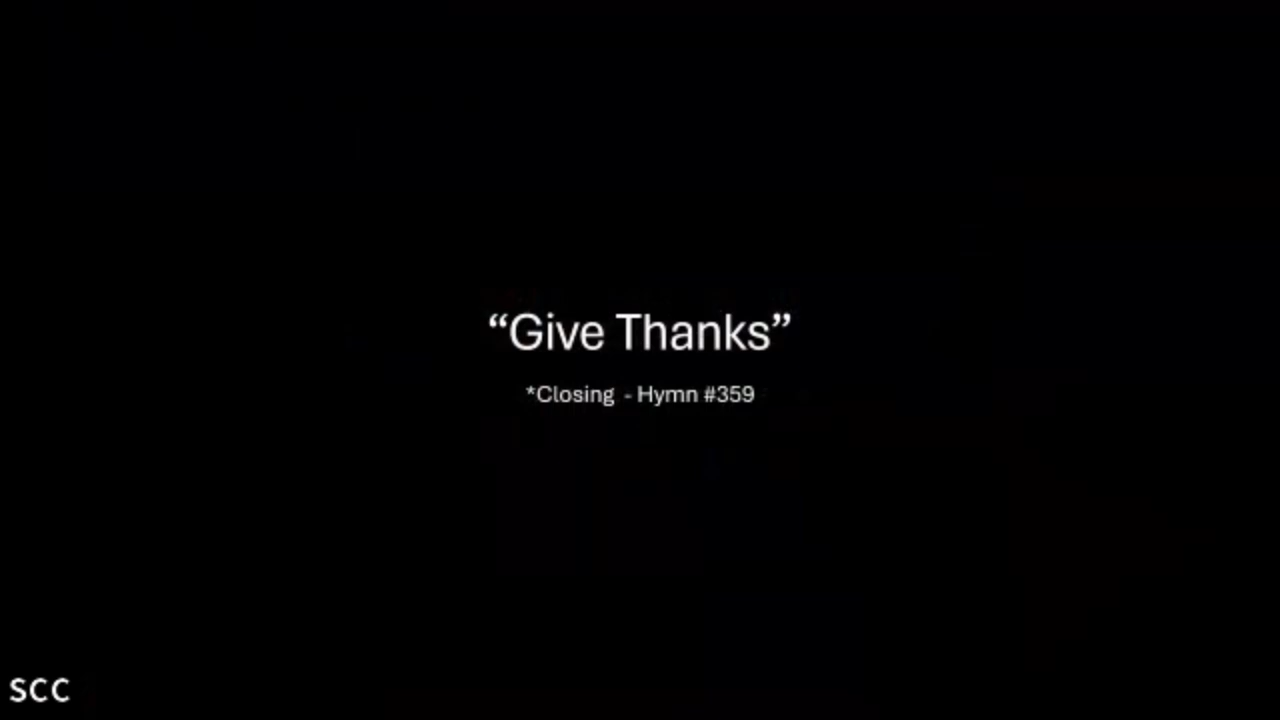 “Give Thanks”
*Closing - Hymn #359
SCC